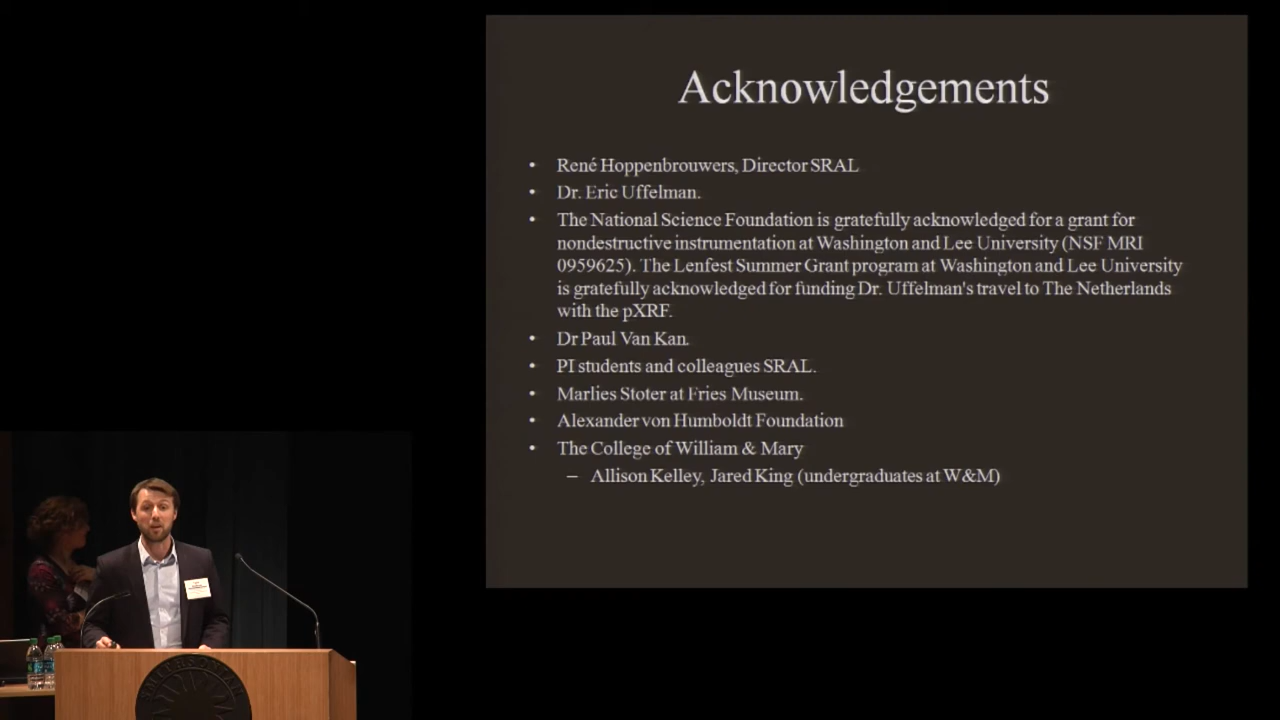 Acknowledgements
• René Hoppenbrouwers, Director SRAL
• Dr. Eric Uffelman.
• The National Science Foundation is gratefully acknowledged for a grant for
nondestructive instrumentation at Washington and Lee University (NSF MRI
0959625). The Lenfest Summer Grant program at Washington and Lee University
is gratefully acknowledged for funding Dr. Uffelman's travel to The Netherlands
with the pXRF.
• Dr Paul Van Kan.
• PI students and colleagues SRAL.
• Marlies Stoter at Fries Museum.
• Alexander von Humboldt Foundation
• The College of William & Mary
– Allison Kelley, Jared King (undergraduates at W&M)
SMITHSONIAN